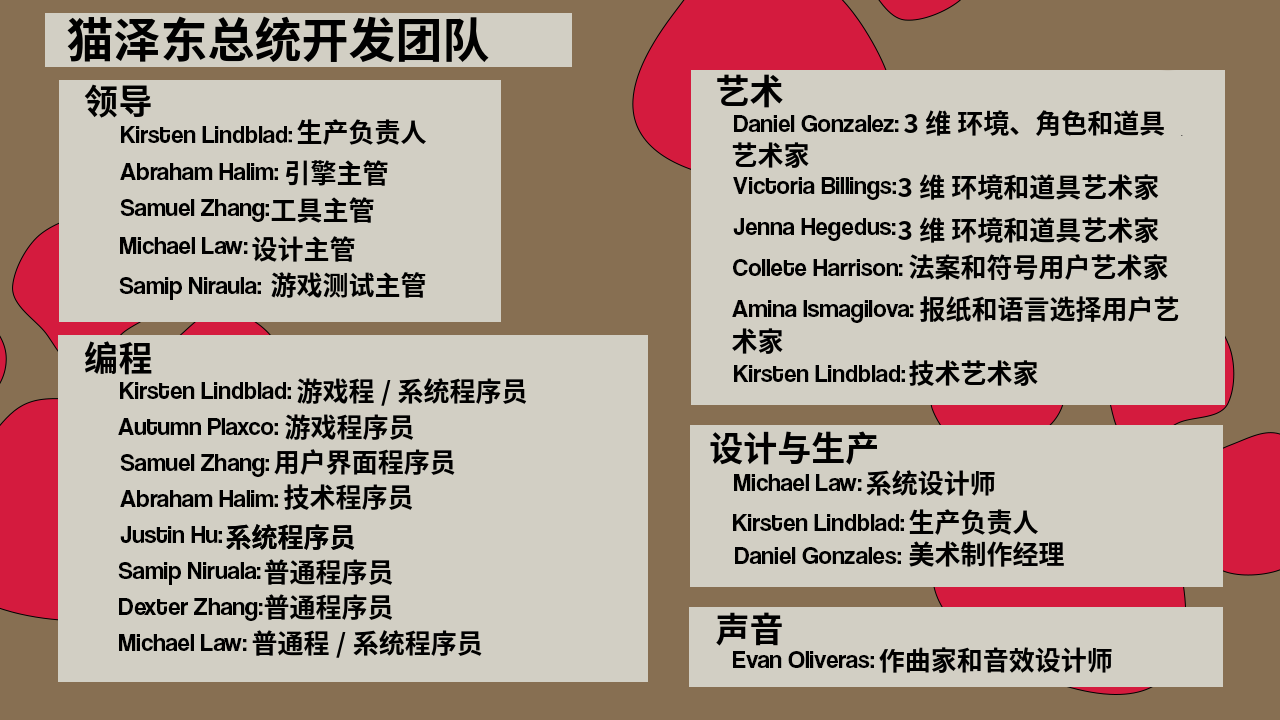 猫泽东总统开发团队
领导
Kirsten Lindblad: 生产负责人
Abraham Halim: 引擎主管
Samuel Zhang:工具主管
Michael Law: 设计主管
Samip Niraula: 游戏测试主管
编程
Kirsten Lindblad: 游戏程 / 系统程序员
Autumn Plaxco: 游戏程序员
Samuel Zhang: 用户界面程序员
Abraham Halim: 技术程序员
Justin Hu: 系统程序员
Samip Niruala: 普通程序员
Dexter Zhang:普通程序员
Michael Law: 普通程 / 系统程序员
艺术
Daniel Gonzalez: 3 维 环境、角色和道具
艺术家
Victoria Billings:3 维 环境和道具艺术家
Jenna Hegedus:3 维 环境和道具艺术家
Collete Harrison: 法案和符号用户艺术家
Amina Ismagilova: 报纸和语言选择用户艺
术家
Kirsten Lindblad: 技术艺术家
设计与生产
Michael Law: 系统设计师
Kirsten Lindblad: 生产负责人
Daniel Gonzales: 美术制作经理
声音
Evan Oliveras: 作曲家和音效设计师